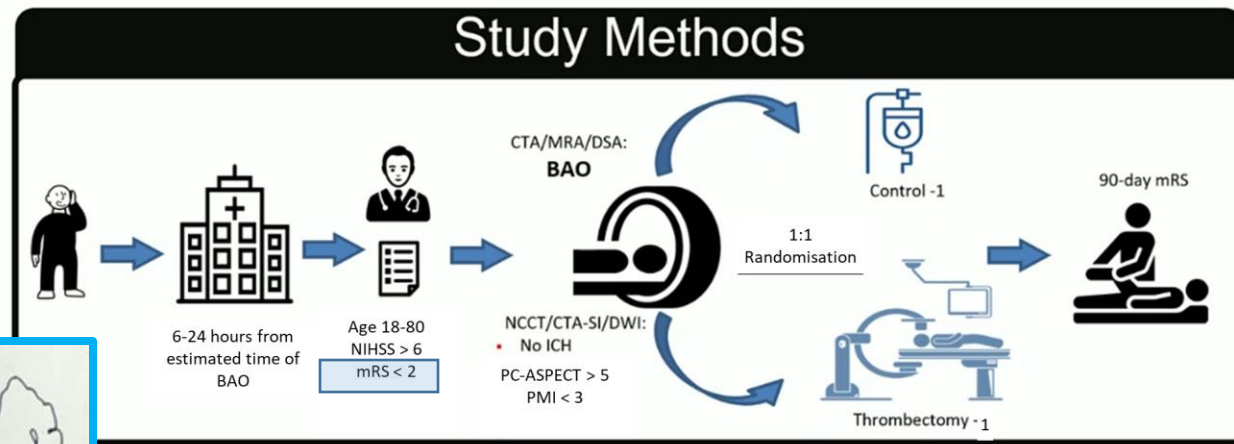 Study Methods
6-24 hours from
estimated time of
BAO
Age 18-80
NIHSS > 6
mRS < 2
CTA/MRA/DSA:
BAO
NCCT/CTA-SI/DWI:
▪ No ICH
PC-ASPECT > 5
PMI < 3
1:1
Randomisation
Control -1
Thrombectomy -1
90-day mRS